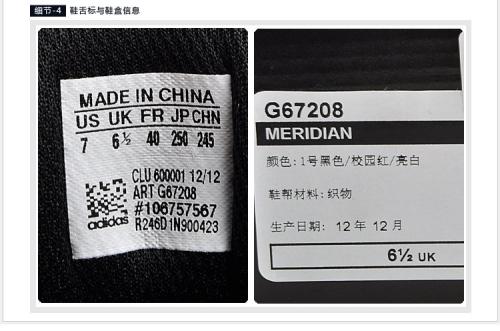 细节-4 鞋舌标与鞋盒信息
MADE IN CHINA
US UK FR JP CHN
7 6½ 40 250 245
CLU 600001 12/12
ART G67208
#106757567
R246D1N900423
adidas
G67208
MERIDIAN
颜色:1号黑色/校园红/亮白
鞋帮材料:织物
生产日期: 12 年 12 月
6½ UK